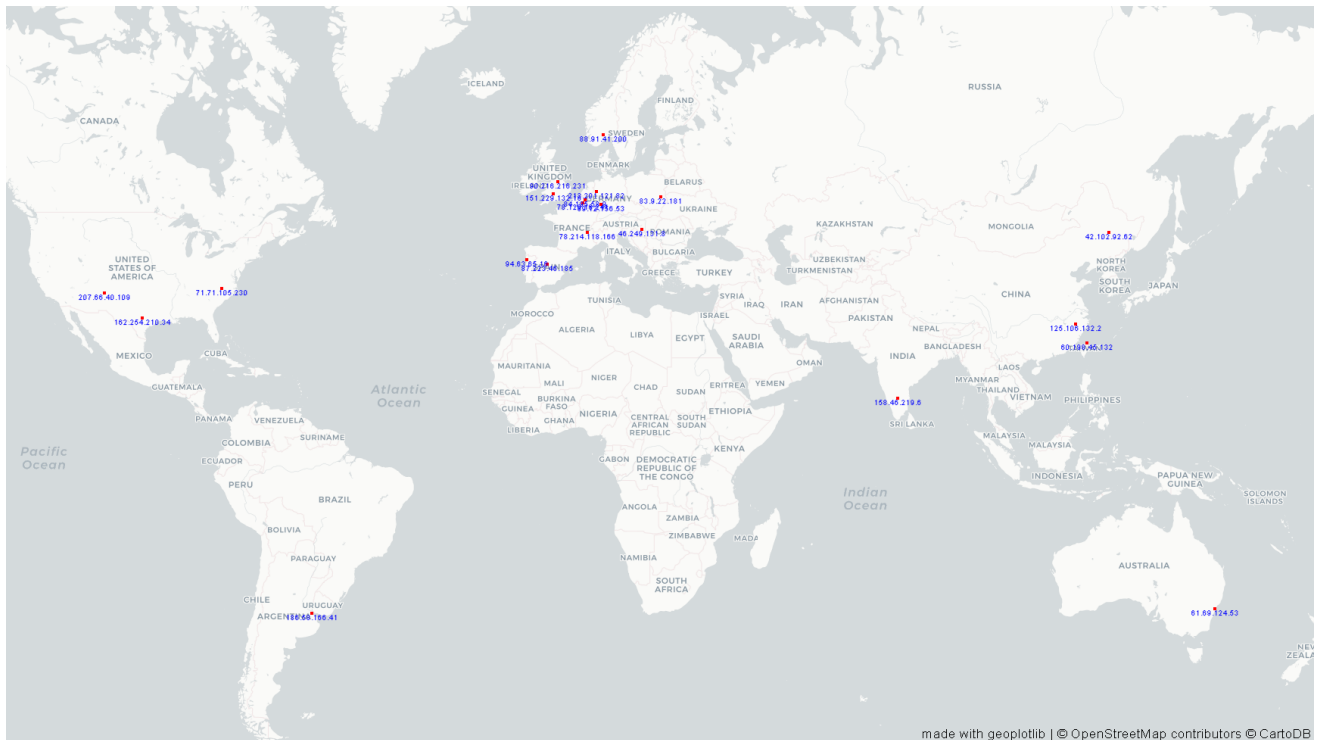 ICELAND
RUSSIA
FINLAND
CANADA
SWEDEN
88.91.41.200
DENMARK
UNITED
KINGDOM
BELARUS
83.9.22.181
UKRAINE
AUSTRIA
FRANCE
78.214.118.166
KAZAKHSTAN
MONGOLIA
42.102.92.62
ITALY
BULGARIA
GREECE
TURKEY
UZBEKISTAN
TURKMENISTAN
NORTH
KOREA
SOUTH
KOREA
JAPAN
CHINA
UNITED
STATES OF
AMERICA
207.66.40.109
71.71.105.230
162.254.219.34
TUNISIA
SYRIA
IRAQ
IRAN
AFGHANISTAN
MOROCCO
ISRAEL
PAKISTAN
ALGERIA
LIBYA
EGYPT
SAUDI
ARABIA
NEPAL
125.106.132.2
BANGLADESH
MEXICO
CUBA
OMAN
INDIA
MAURITANIA
LAOS
GUATEMALA
Atlantic
Ocean
SENEGAL
MALI
NIGER
CHAD
SUDAN
ERITREA
YEMEN
MYANMAR
THAILAND
VIETNAM
PHILIPPINES
158.46.219.6
GUINEA
BURKINA
FASO
NIGERIA
GHANA
LIBERIA
CENTRAL
AFRICAN
REPUBLIC
SOUTH
SUDAN
ETHIOPIA
SRI LANKA
PANAMA
VENEZUELA
SURINAME
COLOMBIA
ECUADOR
MALAYSIA
MALAYSIA
KENYA
GABON
DEMOCRATIC
REPUBLIC OF
THE CONGO
Pacific
Ocean
PERU
BRAZIL
INDONESIA
PAPUA NEW
GUINEA
SOLOMON
ISLANDS
Indian
Ocean
ANGOLA
ZAMBIA
ZIMBABWE
MADA
BOLIVIA
PARAGUAY
NAMIBIA
AUSTRALIA
SOUTH
AFRICA
CHILE
URUGUAY
61.69.124.53
NEW
ZEALA
made with geoplotlib | © OpenStreetMap contributors © CartoDB